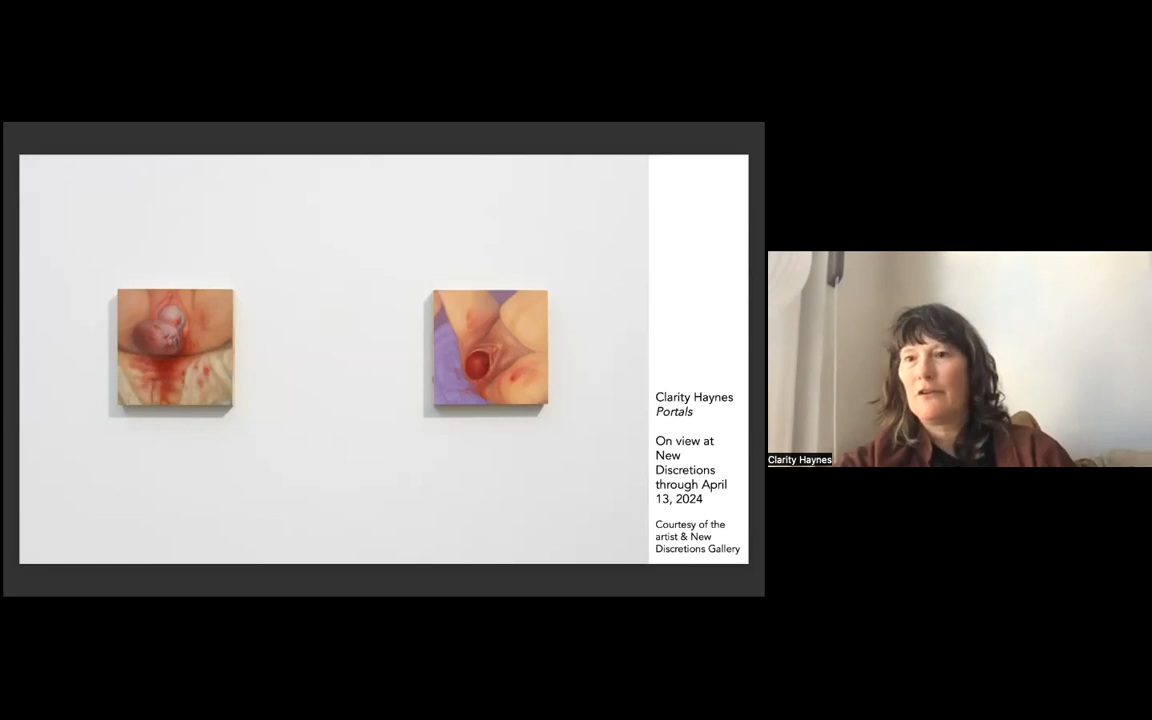 Clarity Haynes
Portals
On view at
New
Discretions
through April
13, 2024
Courtesy of the
artist & New
Discretions Gallery
Clarity Haynes